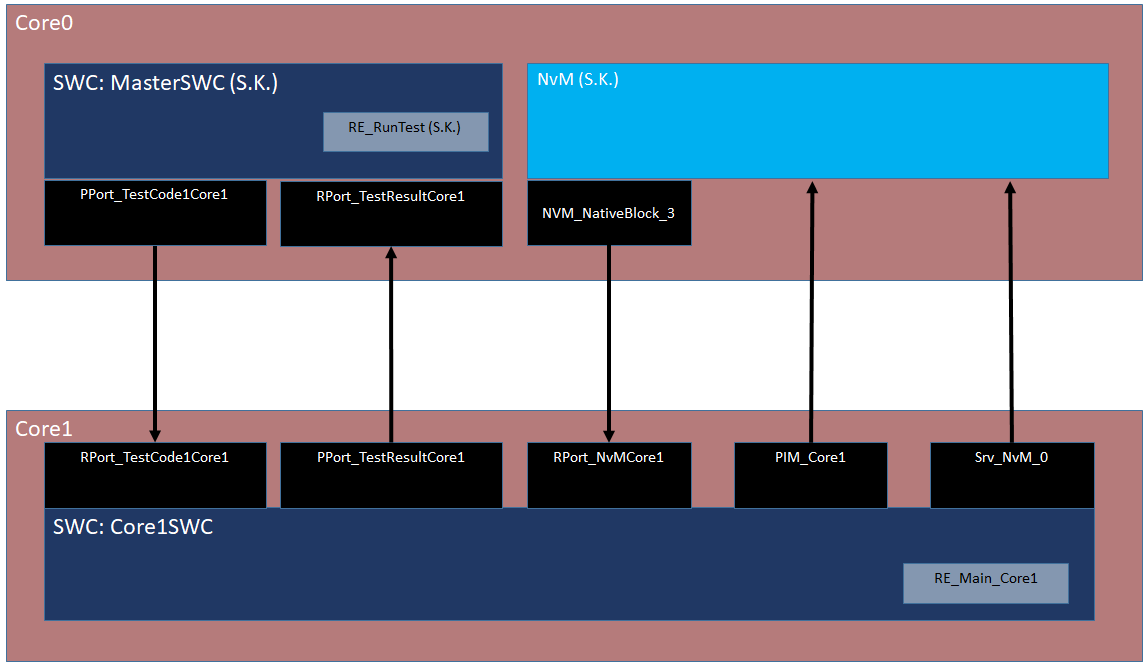 Core0
SWC: MasterSWC (S.K.)
RE_RunTest (S.K.)
NvM (S.K.)
PPort_TestCode1Core1
RPort_TestResultCore1
NVM_NativeBlock_3
Core1
RPort_TestCode1Core1
PPort_TestResultCore1
RPort_NvMCore1
PIM_Core1
Srv_NvM_0
SWC: Core1SWC
RE_Main_Core1